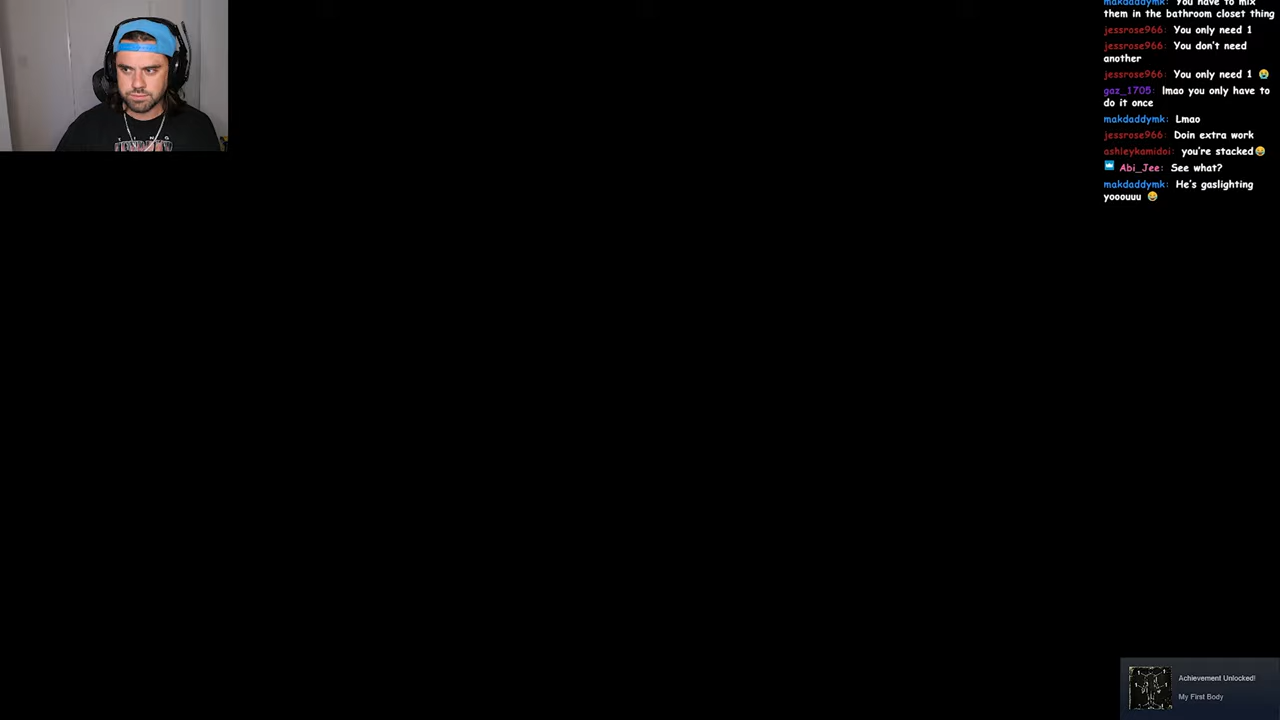 makdaddymk: You have to mix
them in the bathroom closet thing
jessrose966: You only need 1
jessrose966: You don't need
another
jessrose966: You only need 1 😭
gaz_1705: lmao you only have to
do it once
makdaddymk: Lmao
jessrose966: Doin extra work
ashleykamidoi: you're stacked😂
Abi_Jee: See what?
makdaddymk: He's gaslighting
yooouuu 😂
Achievement Unlocked!
My First Body